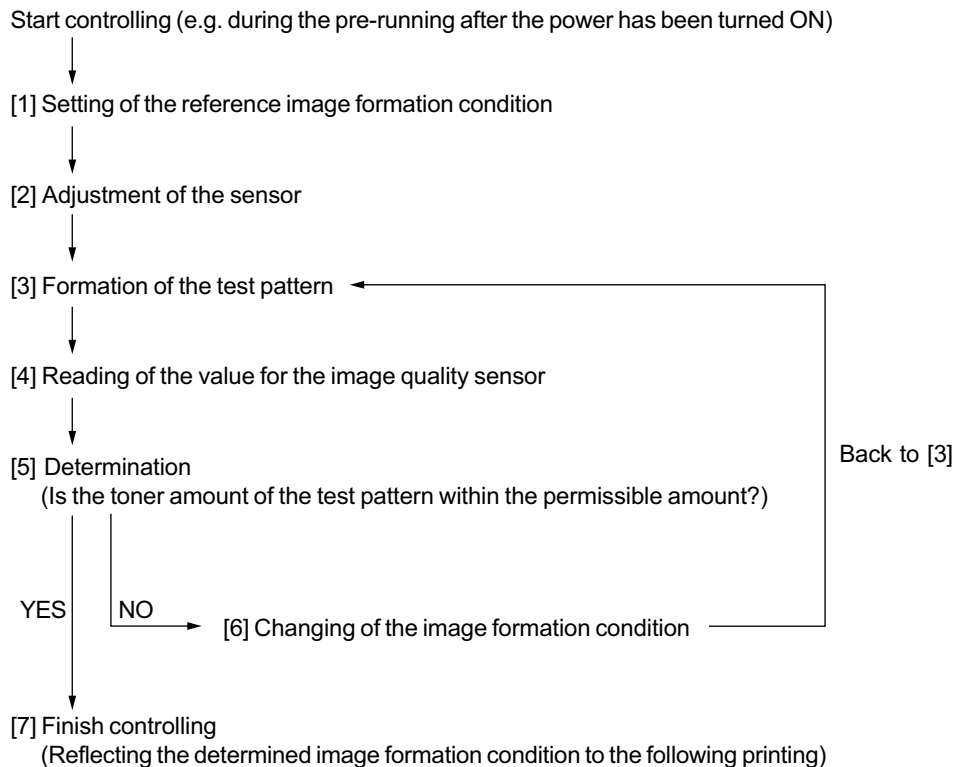 Start controlling (e.g. during the pre-running after the power has been turned ON)
[1] Setting of the reference image formation condition
[2] Adjustment of the sensor
[3] Formation of the test pattern
[4] Reading of the value for the image quality sensor
Back to [3]
[5] Determination
(Is the toner amount of the test pattern within the permissible amount?)
YES
NO
[6] Changing of the image formation condition
[7] Finish controlling
(Reflecting the determined image formation condition to the following printing)